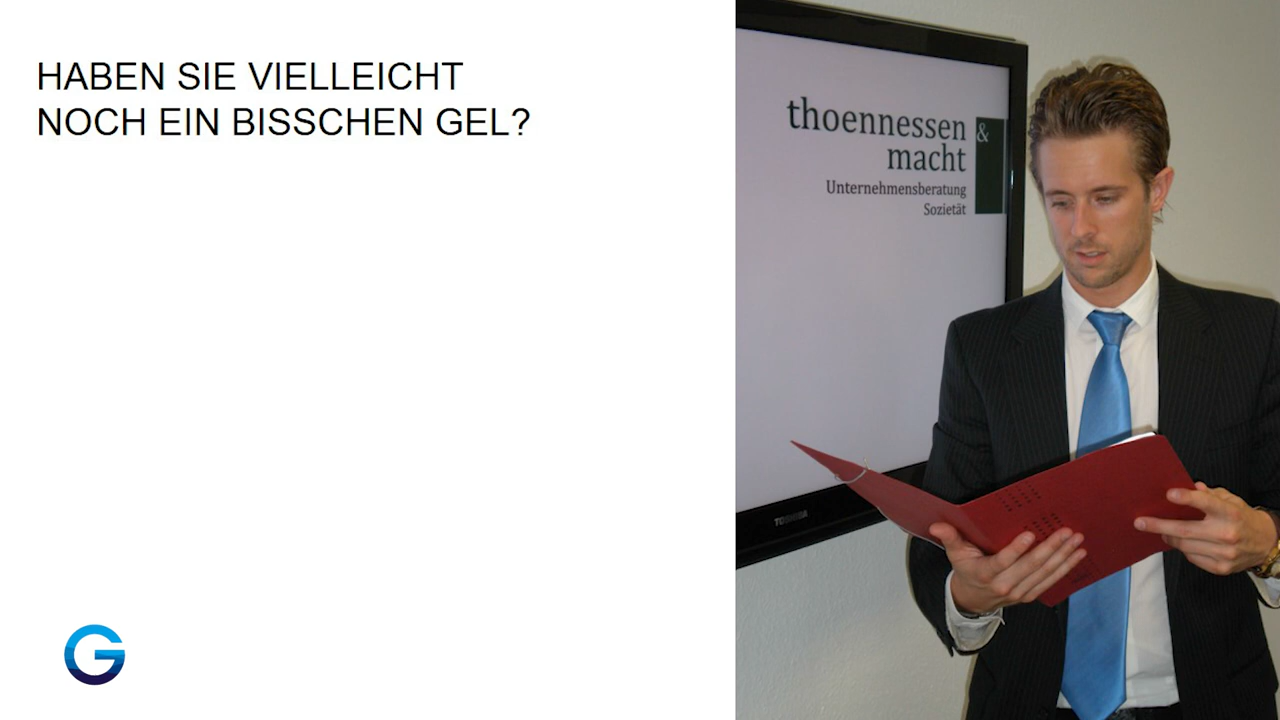 HABEN SIE VIELLEICHT
NOCH EIN BISSCHEN GEL?
thoennessen &
macht
Unternehmensberatung
Sozietät
TOSHIBA
G